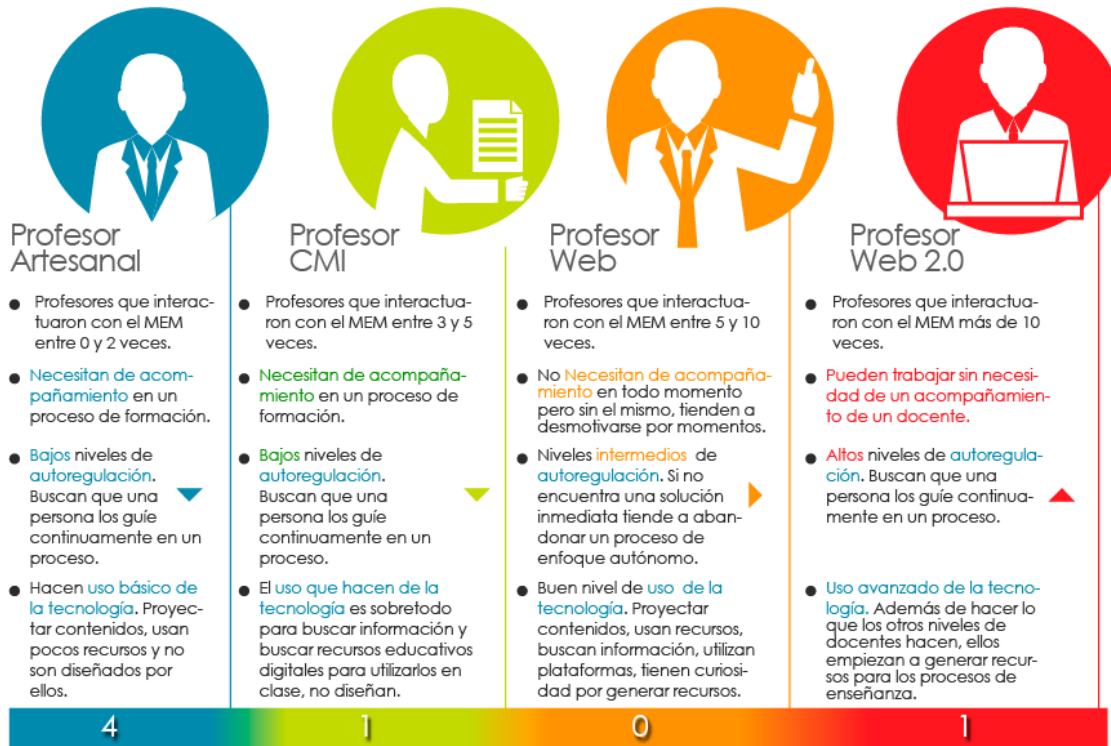 Profesor
Artesanal
● Profesores que interac-
tuaron con el MEM
entre 0 y 2 veces.
● Necesitan de acom-
pañamiento en un
proceso de formación.
● Bajos niveles de
autoregulación.
Buscan que una
persona los guíe
continuamente en un
proceso.
● Hacen uso básico de
la tecnología. Proyec-
tar contenidos, usan
pocos recursos y no
son diseñados por
ellos.
4
Profesor
CMI
● Profesores que interactua-
ron con el MEM entre 3 y 5
veces.
● Necesitan de acompaña-
miento en un proceso de
formación.
● Bajos niveles de
autoregulación.
Buscan que una
persona los guíe
continuamente en un
proceso.
● El uso que hacen de la
tecnología es sobretodo
para buscar información y
buscar recursos educativos
digitales para utilizarlos en
clase, no diseñan.
1
Profesor
Web
● Profesores que interactua-
ron con el MEM entre 5 y 10
veces.
● No Necesitan de acompaña-
miento en todo momento
pero sin el mismo, tienden a
desmotivarse por momentos.
● Niveles intermedios de
autoregulación. Si no
encuentra una solución
inmediata tiende a aban-
donar un proceso de
enfoque autónomo.
● Buen nivel de uso de la
tecnología. Proyectar
contenidos, usan recursos,
buscan información, utilizan
plataformas, tienen curiosi-
dad por generar recursos.
0
Profesor
Web 2.0
● Profesores que interactua-
ron con el MEM más de 10
veces.
● Pueden trabajar sin necesi-
dad de un acompañamien-
to de un docente.
● Altos niveles de autoregula-
ción. Buscan que una
persona los guíe continua-
mente en un proceso.
● Uso avanzado de la tecno-
logía. Además de hacer lo
que los otros niveles de
docentes hacen, ellos
empiezan a generar recur-
sos para los procesos de
enseñanza.
1